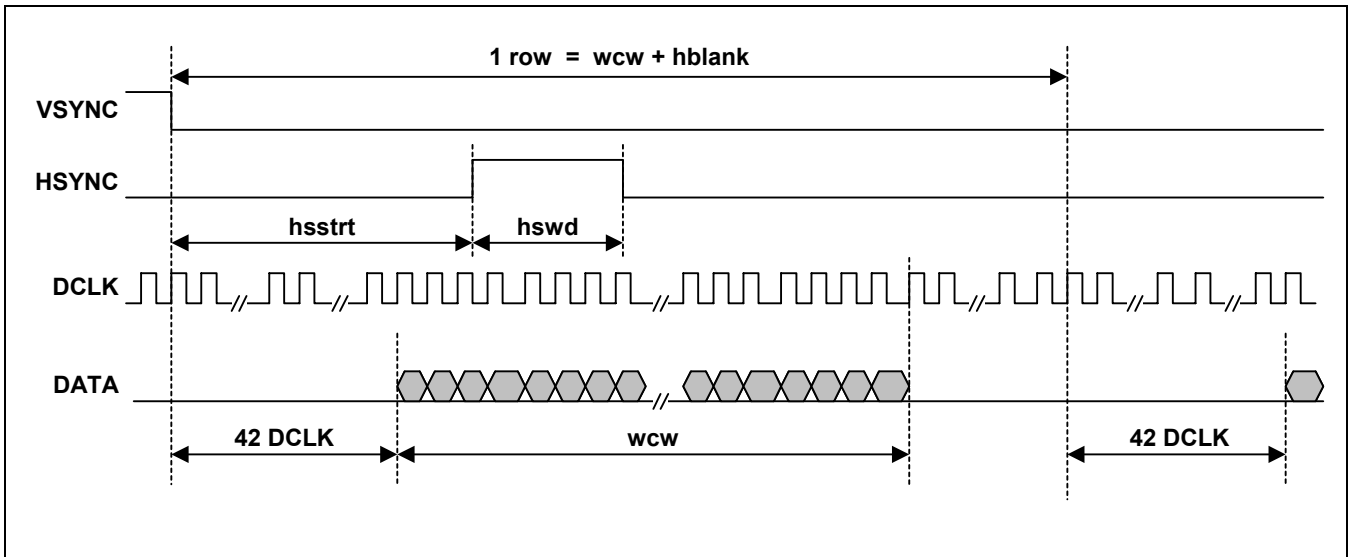 1 row = wcw + hblank
VSYNC
HSYNC
hsstrt hswd
DCLK
DATA
42 DCLK wcw 42 DCLK